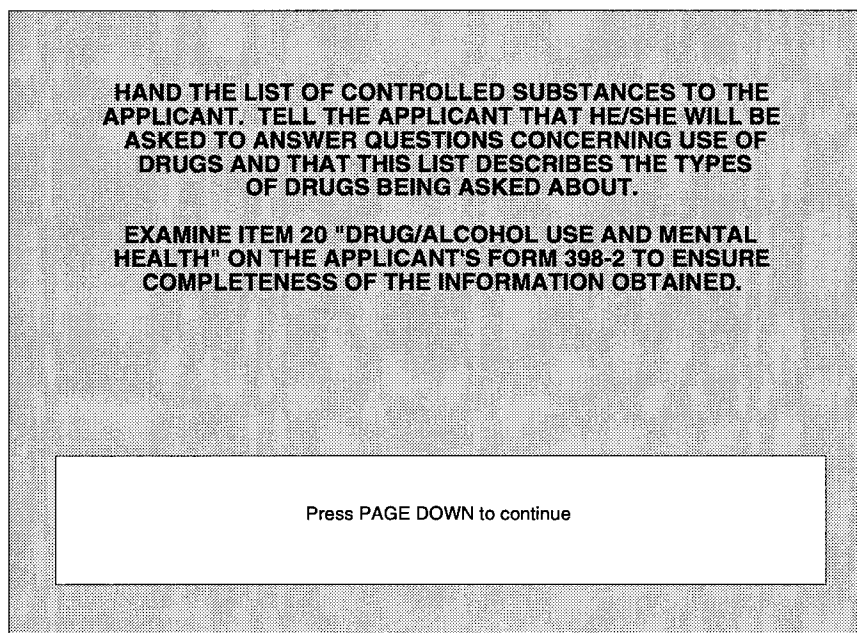 HAND THE LIST OF CONTROLLED SUBSTANCES TO THE
APPLICANT. TELL THE APPLICANT THAT HE/SHE WILL BE
ASKED TO ANSWER QUESTIONS CONCERNING USE OF
DRUGS AND THAT THIS LIST DESCRIBES THE TYPES
OF DRUGS BEING ASKED ABOUT.
EXAMINE ITEM 20 "DRUG/ALCOHOL USE AND MENTAL
HEALTH" ON THE APPLICANT'S FORM 398-2 TO ENSURE
COMPLETENESS OF THE INFORMATION OBTAINED.
Press PAGE DOWN to continue